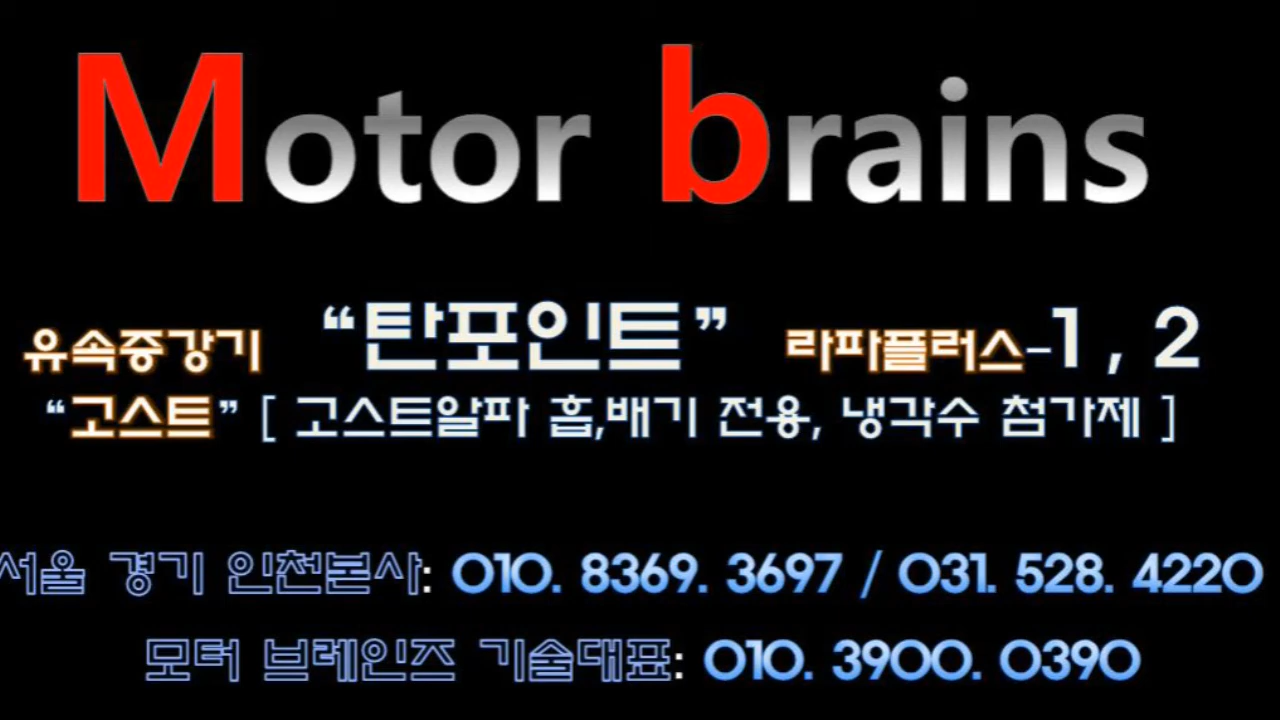 Motor brains
유속증강기 “탄포인트” 라파플러스-1 , 2
“고스트” [ 고스트알파 흡,배기 전용, 냉각수 첨가제 ]
서울 경기 인천본사: 010. 8369. 3697 / 031. 528. 4220
모터 브레인즈 기술대표: 010. 3900. 0390